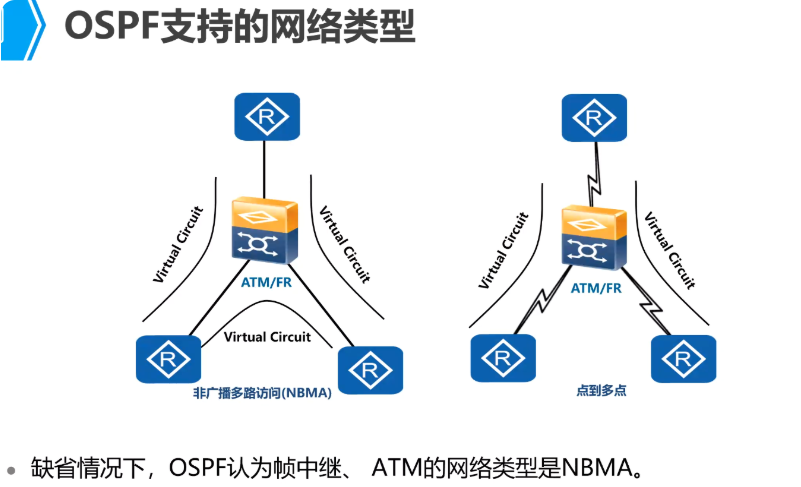 OSPF支持的网络类型
R
R
Virtual Circuit
Virtual Circuit
Virtual Circuit
Virtual Circuit
ATM/FR
ATM/FR
Virtual Circuit
R
R
R
R
非广播多路访问(NBMA)
点到多点
• 缺省情况下，OSPF认为帧中继、 ATM的网络类型是NBMA。